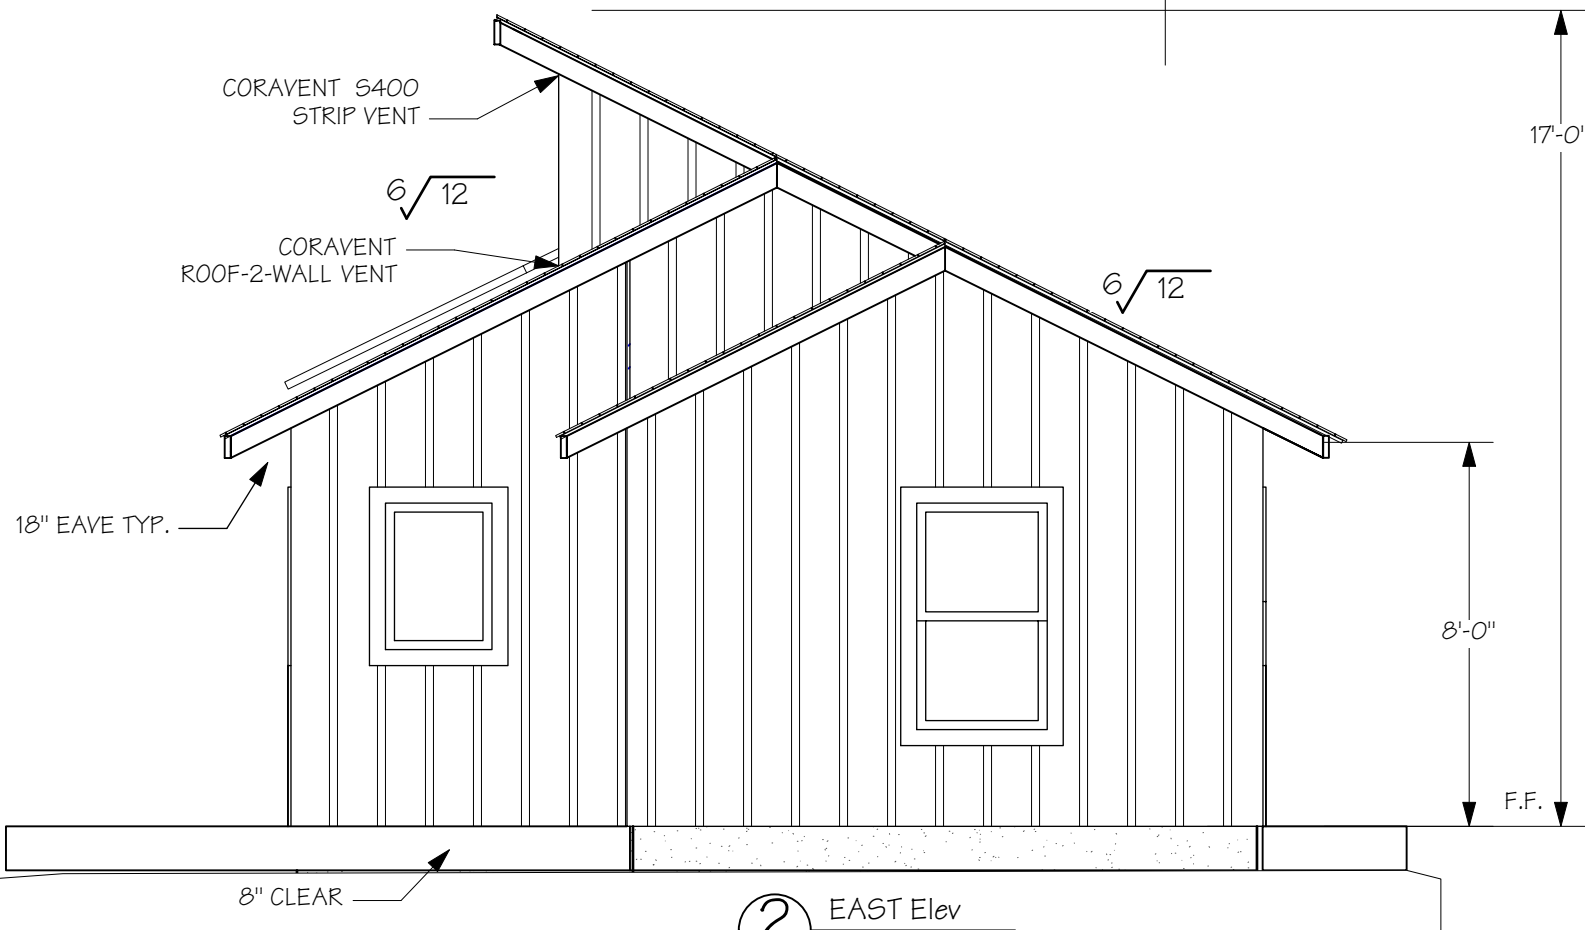 CORAVENT S400
STRIP VENT
17'-0"
6
12
CORAVENT
ROOF-2-WALL VENT
6
12
18" EAVE TYP.
8'-0"
F.F.
8" CLEAR
2
EAST Elev